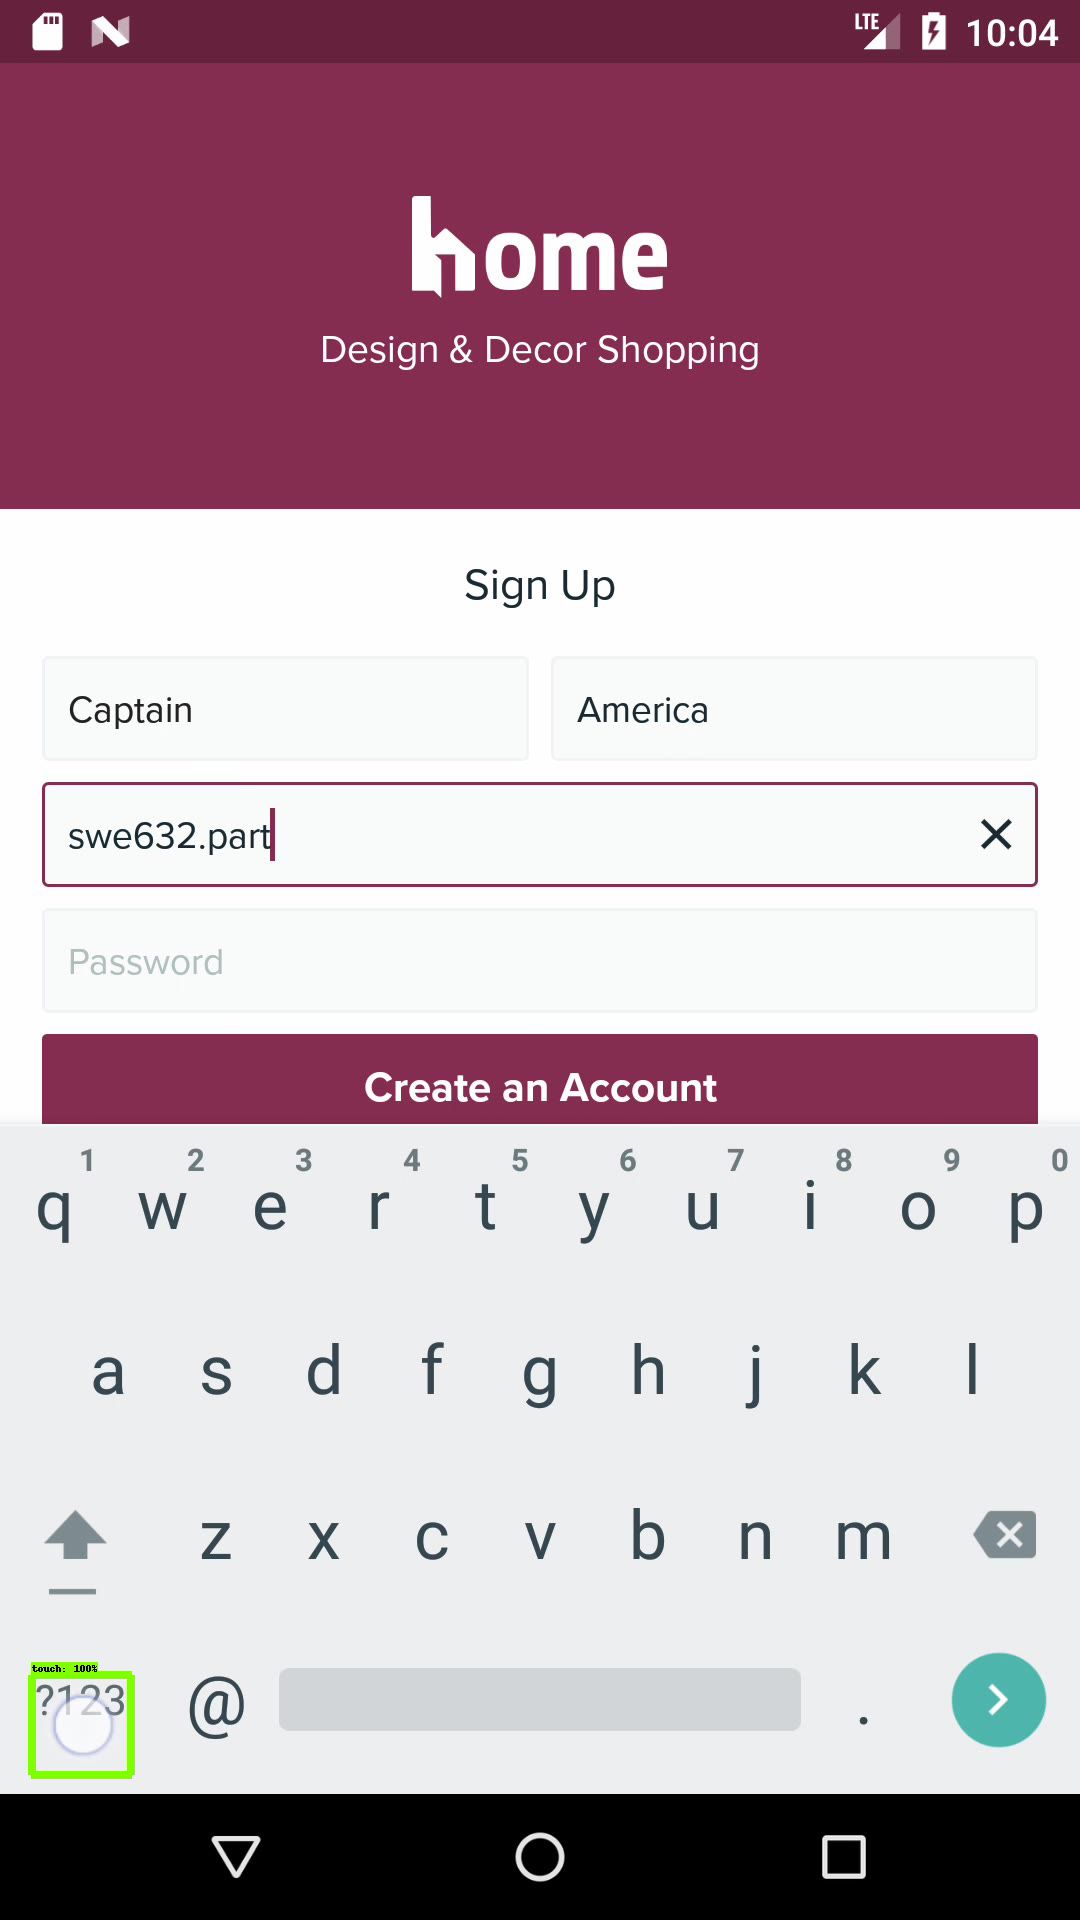 LTE 10:04
home
Design & Decor Shopping
Sign Up
Captain America
swe632.part
Password
Create an Account
1 2 3 4 5 6 7 8 9 0
q w e r t y u i o p
a s d f g h j k l
z x c v b n m
touch: 100%
?123 @ .